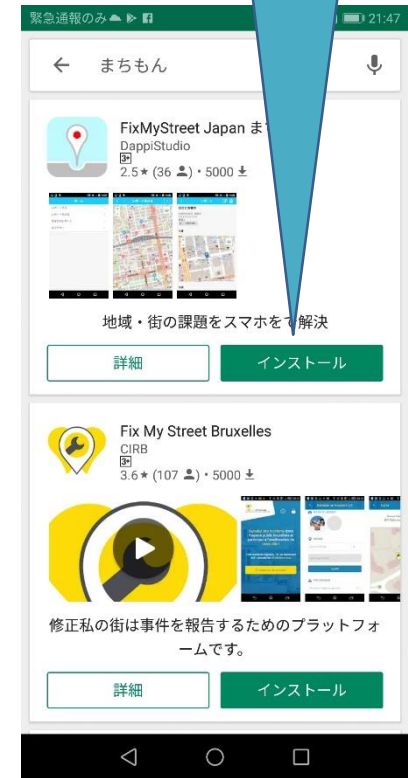 緊急通報のみ 21:47
まちもん
FixMyStreet Japan ま
DappiStudio
3+
2.5★ (36 ) • 5000
地域・街の課題をスマホをで解決
詳細 インストール
Fix My Street Bruxelles
CIRB
3+
3.6★ (107 ) • 5000
修正私の街は事件を報告するためのプラットフォ
ームです。
詳細 インストール